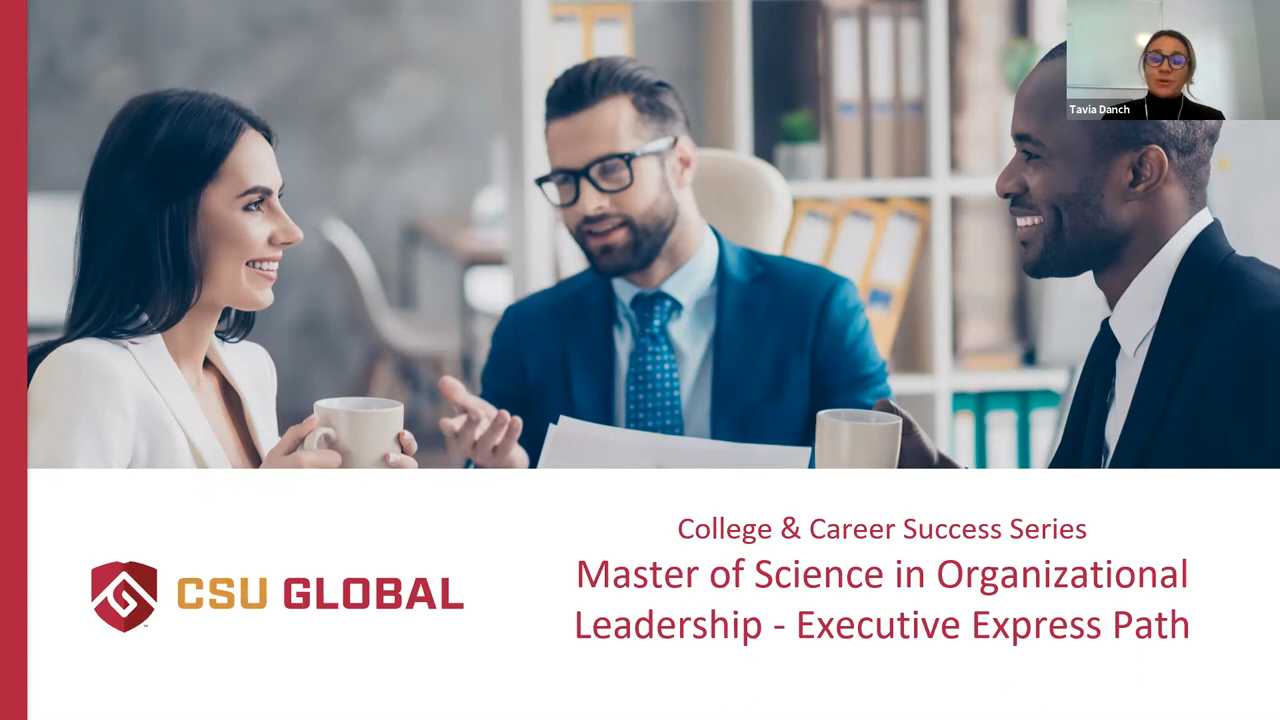 Tavia Danch
College & Career Success Series
Master of Science in Organizational
Leadership - Executive Express Path
CSU GLOBAL